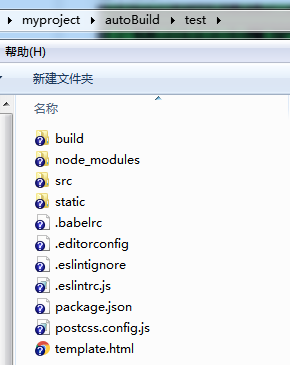 myproject ▸ autoBuild ▸ test ▸
帮助(H)
新建文件夹
名称
build
node_modules
src
static
.babelrc
.editorconfig
.eslintignore
.eslintrc.js
package.json
postcss.config.js
template.html